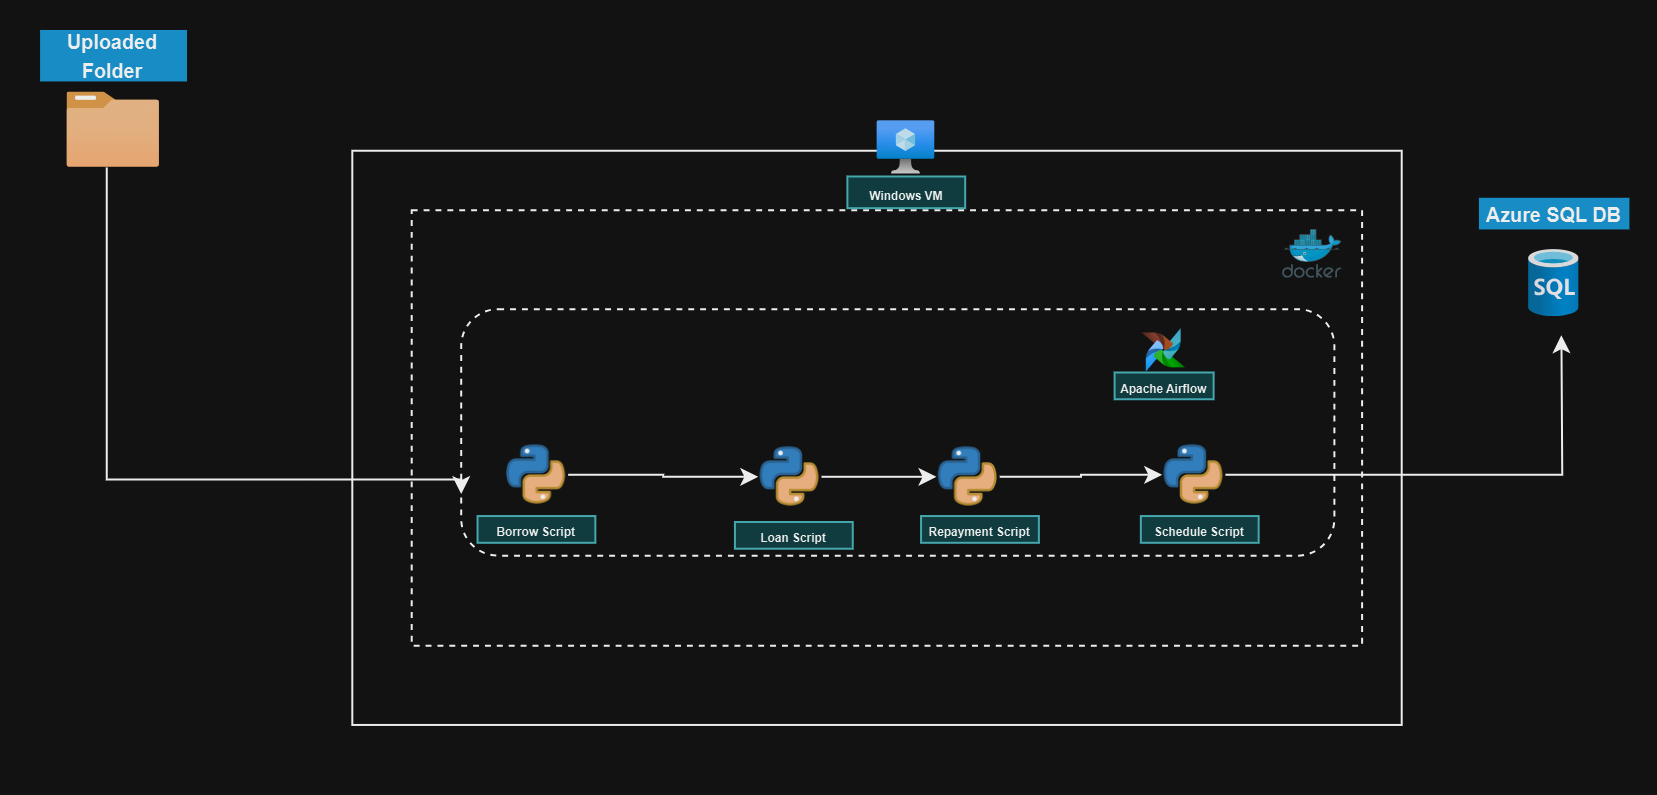 Uploaded
Folder
Windows VM
docker
Azure SQL DB
SQL
Apache Airflow
Borrow Script
Loan Script
Repayment Script
Schedule Script